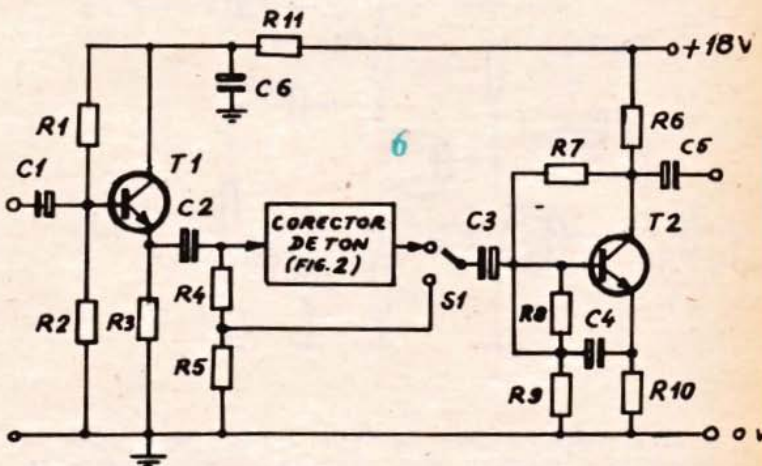 R11
+18V
C6
R1
R6
6
R7
C5
C1
T1
C2
C3
T2
CORECTOR
DE TON
(FIG. 2)
S1
R4
R8
C4
R2
R3
R5
R9
R10
0 V